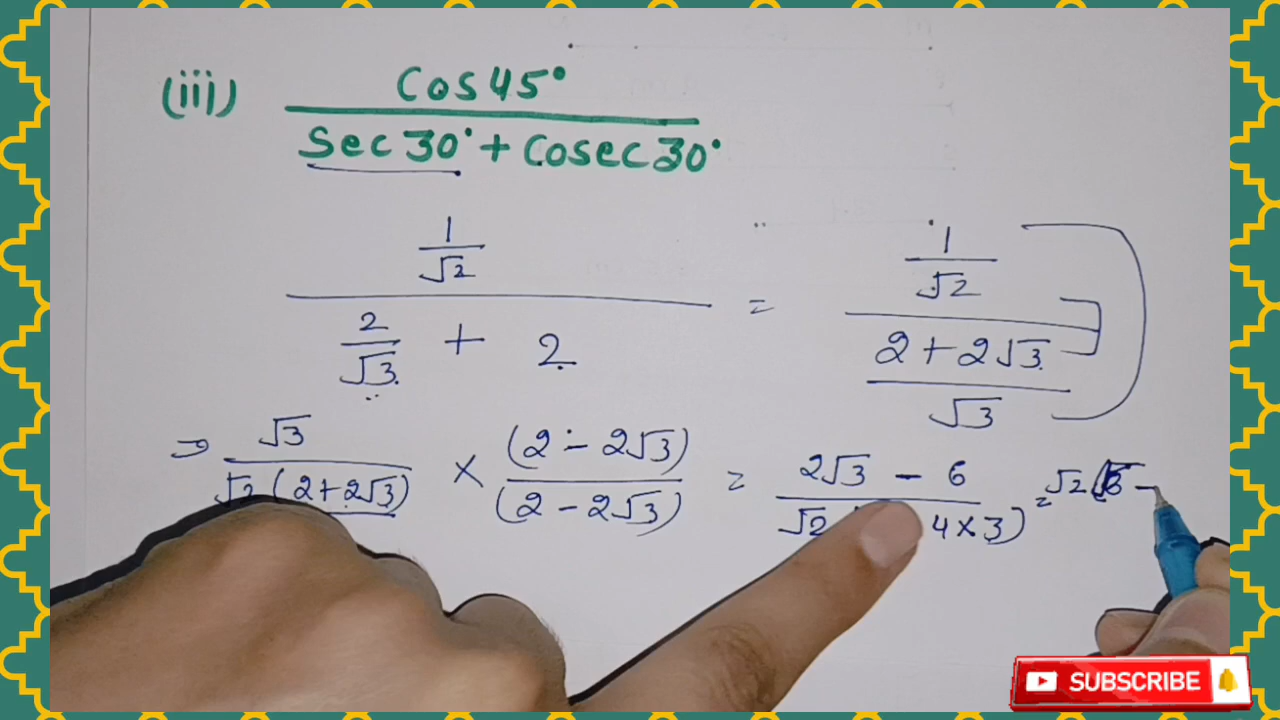 (iii) Cos 45° / Sec 30° + Cosec 30°
1/√2 / 2/√3 + 2 = 1/√2 / 2 + 2√3 / √3
⇒ √3 / √2 (2 + 2√3) × (2 - 2√3) / (2 - 2√3) = 2√3 - 6 / √2 4×3) = √2 ( -
SUBSCRIBE